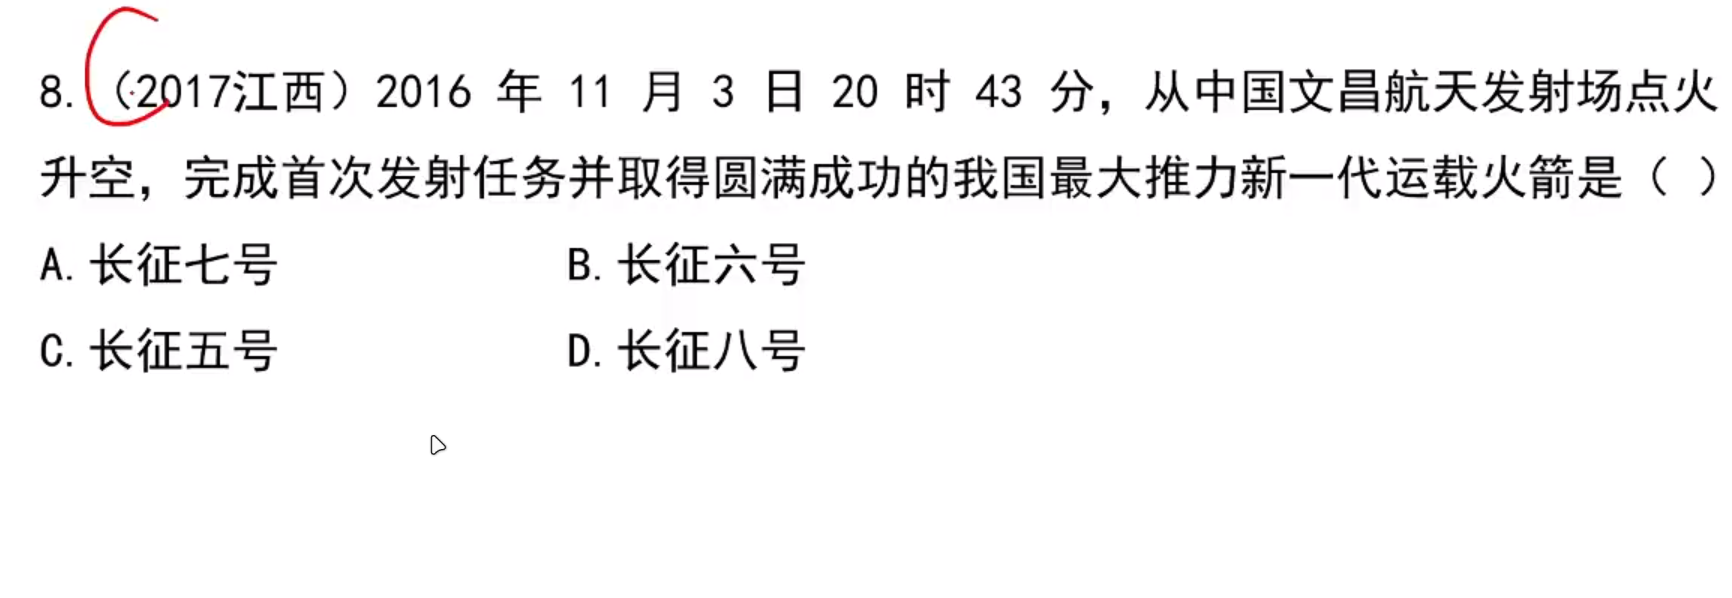 8. （2017江西）2016 年 11 月 3 日 20 时 43 分，从中国文昌航天发射场点火
升空，完成首次发射任务并取得圆满成功的我国最大推力新一代运载火箭是（ ）
A. 长征七号 B. 长征六号
C. 长征五号 D. 长征八号